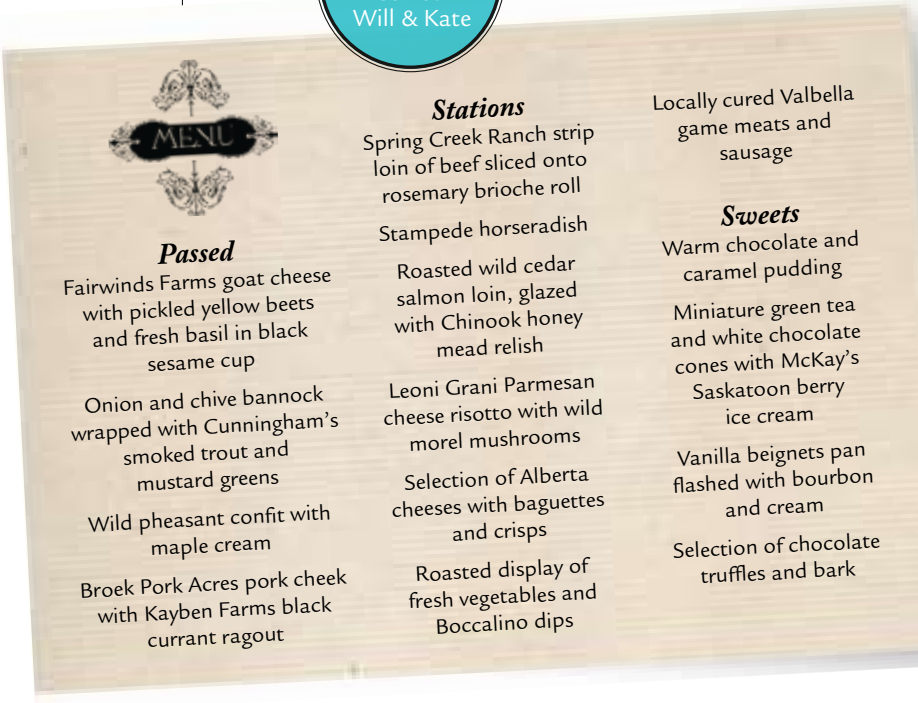 Will & Kate
MENU
Passed
Fairwinds Farms goat cheese
with pickled yellow beets
and fresh basil in black
sesame cup
Onion and chive bannock
wrapped with Cunningham's
smoked trout and
mustard greens
Wild pheasant confit with
maple cream
Broek Pork Acres pork cheek
with Kayben Farms black
currant ragout
Stations
Spring Creek Ranch strip
loin of beef sliced onto
rosemary brioche roll
Stampede horseradish
Roasted wild cedar
salmon loin, glazed
with Chinook honey
mead relish
Leoni Grani Parmesan
cheese risotto with wild
morel mushrooms
Selection of Alberta
cheeses with baguettes
and crisps
Roasted display of
fresh vegetables and
Boccalino dips
Locally cured Valbella
game meats and
sausage
Sweets
Warm chocolate and
caramel pudding
Miniature green tea
and white chocolate
cones with McKay's
Saskatoon berry
ice cream
Vanilla beignets pan
flashed with bourbon
and cream
Selection of chocolate
truffles and bark